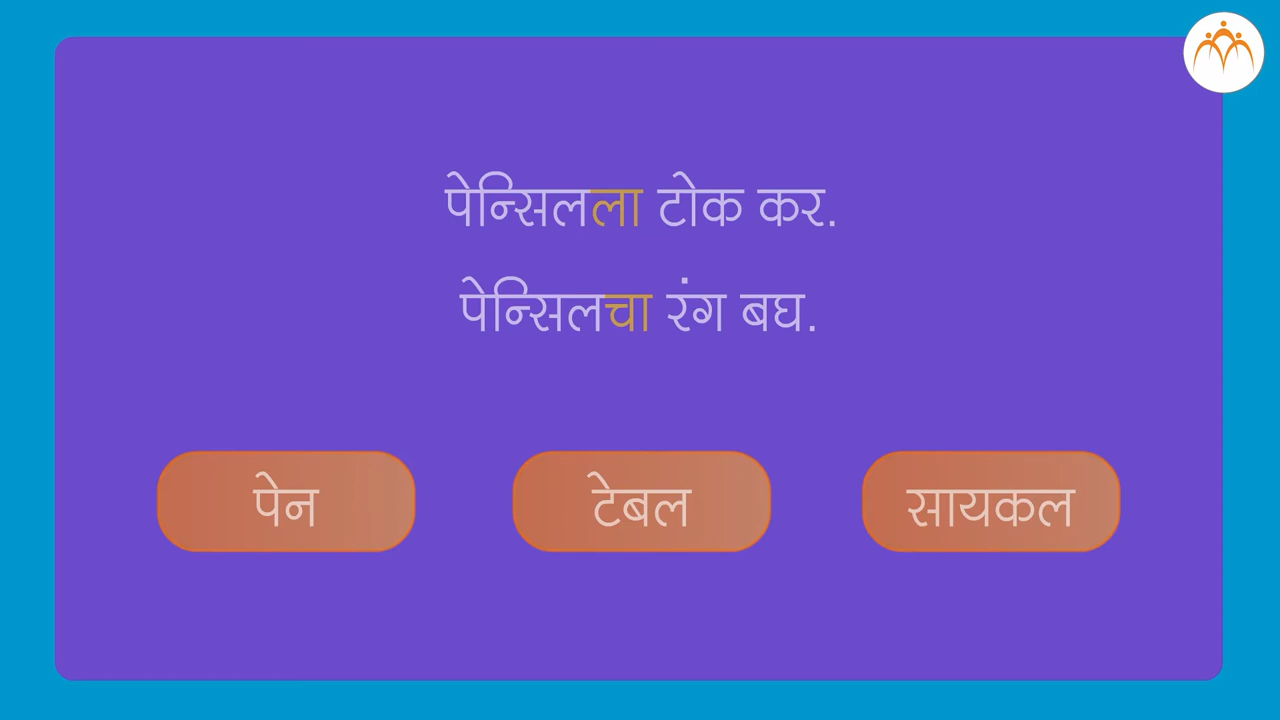 पेन्सिलला टोक कर.
पेन्सिलचा रंग बघ.
पेन टेबल सायकल